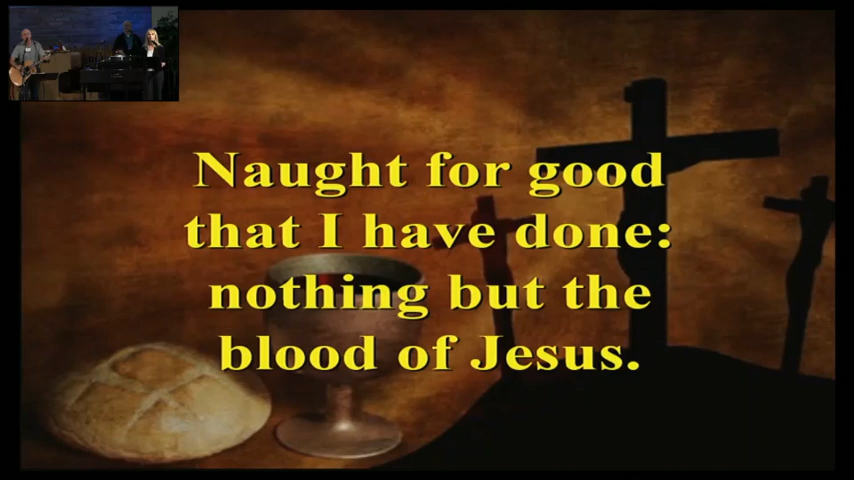 Naught for good
that I have done:
nothing but the
blood of Jesus.